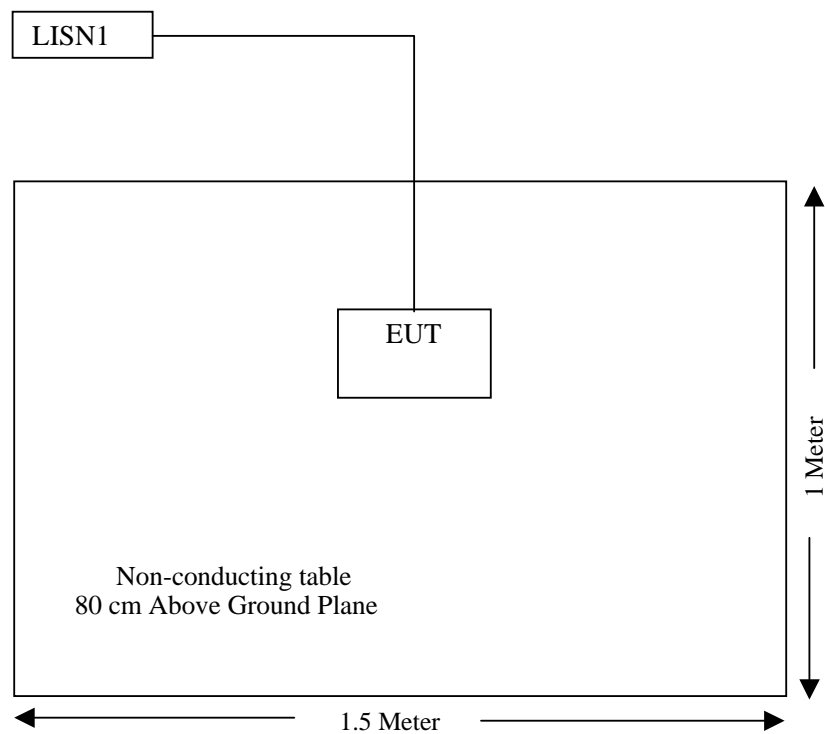 LISN1
EUT
1 Meter
Non-conducting table
80 cm Above Ground Plane
1.5 Meter